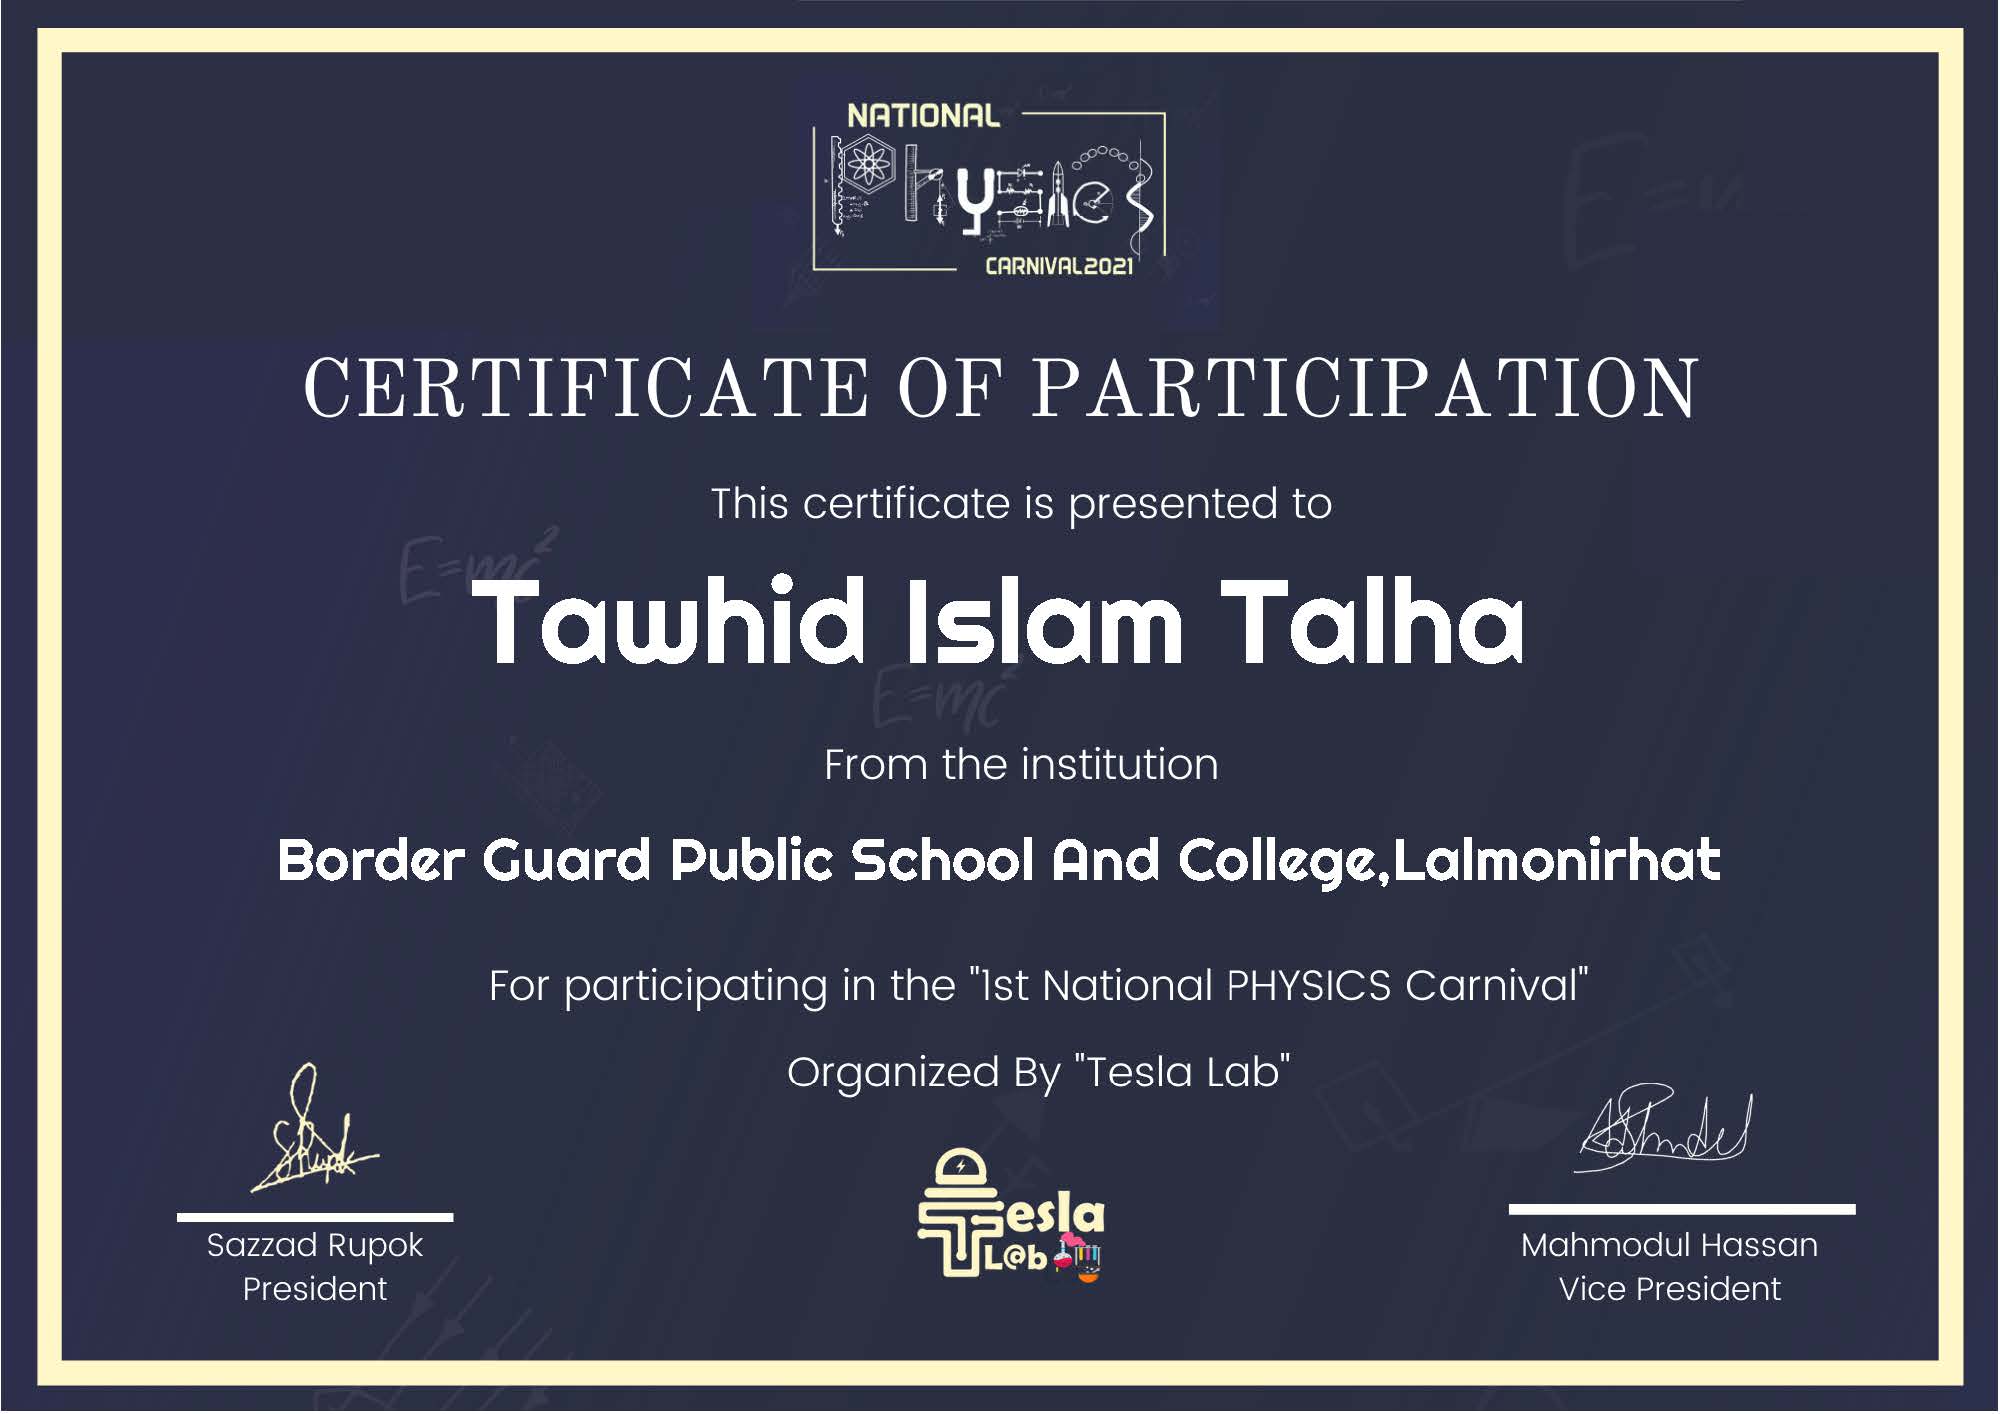 NATIONAL
Physics
CARNIVAL2021
CERTIFICATE OF PARTICIPATION
This certificate is presented to
E=mc²
Tawhid Islam Talha
E=mc²
From the institution
Border Guard Public School And College,Lalmonirhat
For participating in the "1st National PHYSICS Carnival"
Organized By "Tesla Lab"
Tesla
L@b
Sazzad Rupok
President
Mahmodul Hassan
Vice President